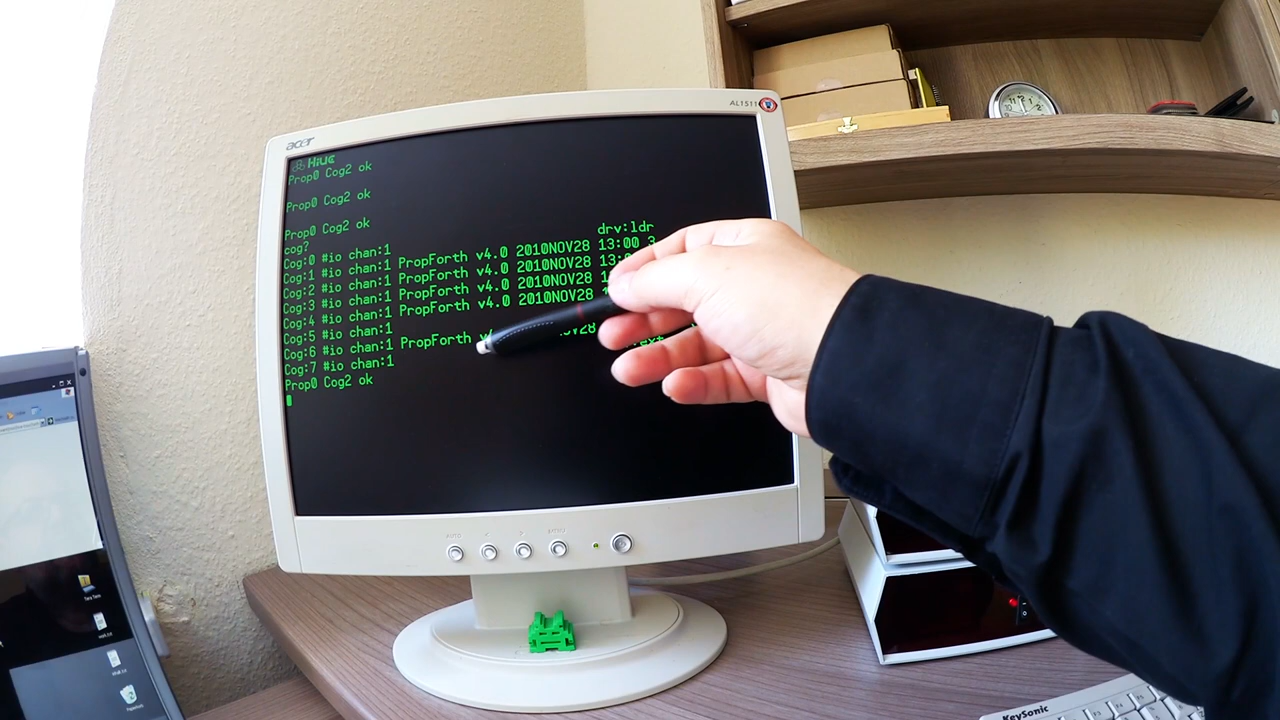 acer
AL1511
Hive
Prop0 Cog2 ok
Prop0 Cog2 ok
Prop0 Cog2 ok
cog?
drv:ldr
Cog:0 #io chan:1
Cog:1 #io chan:1 PropForth v4.0 2010NOV28 13:00 3
Cog:2 #io chan:1 PropForth v4.0 2010NOV28
Cog:3 #io chan:1 PropForth v4.0 2010NOV28
Cog:4 #io chan:1 PropForth v4.0 2010NOV28
Cog:5 #io chan:1
Cog:6 #io chan:1 PropForth
Cog:7 #io chan:1
Prop0 Cog2 ok
AUTO < > MENU
KeySonic